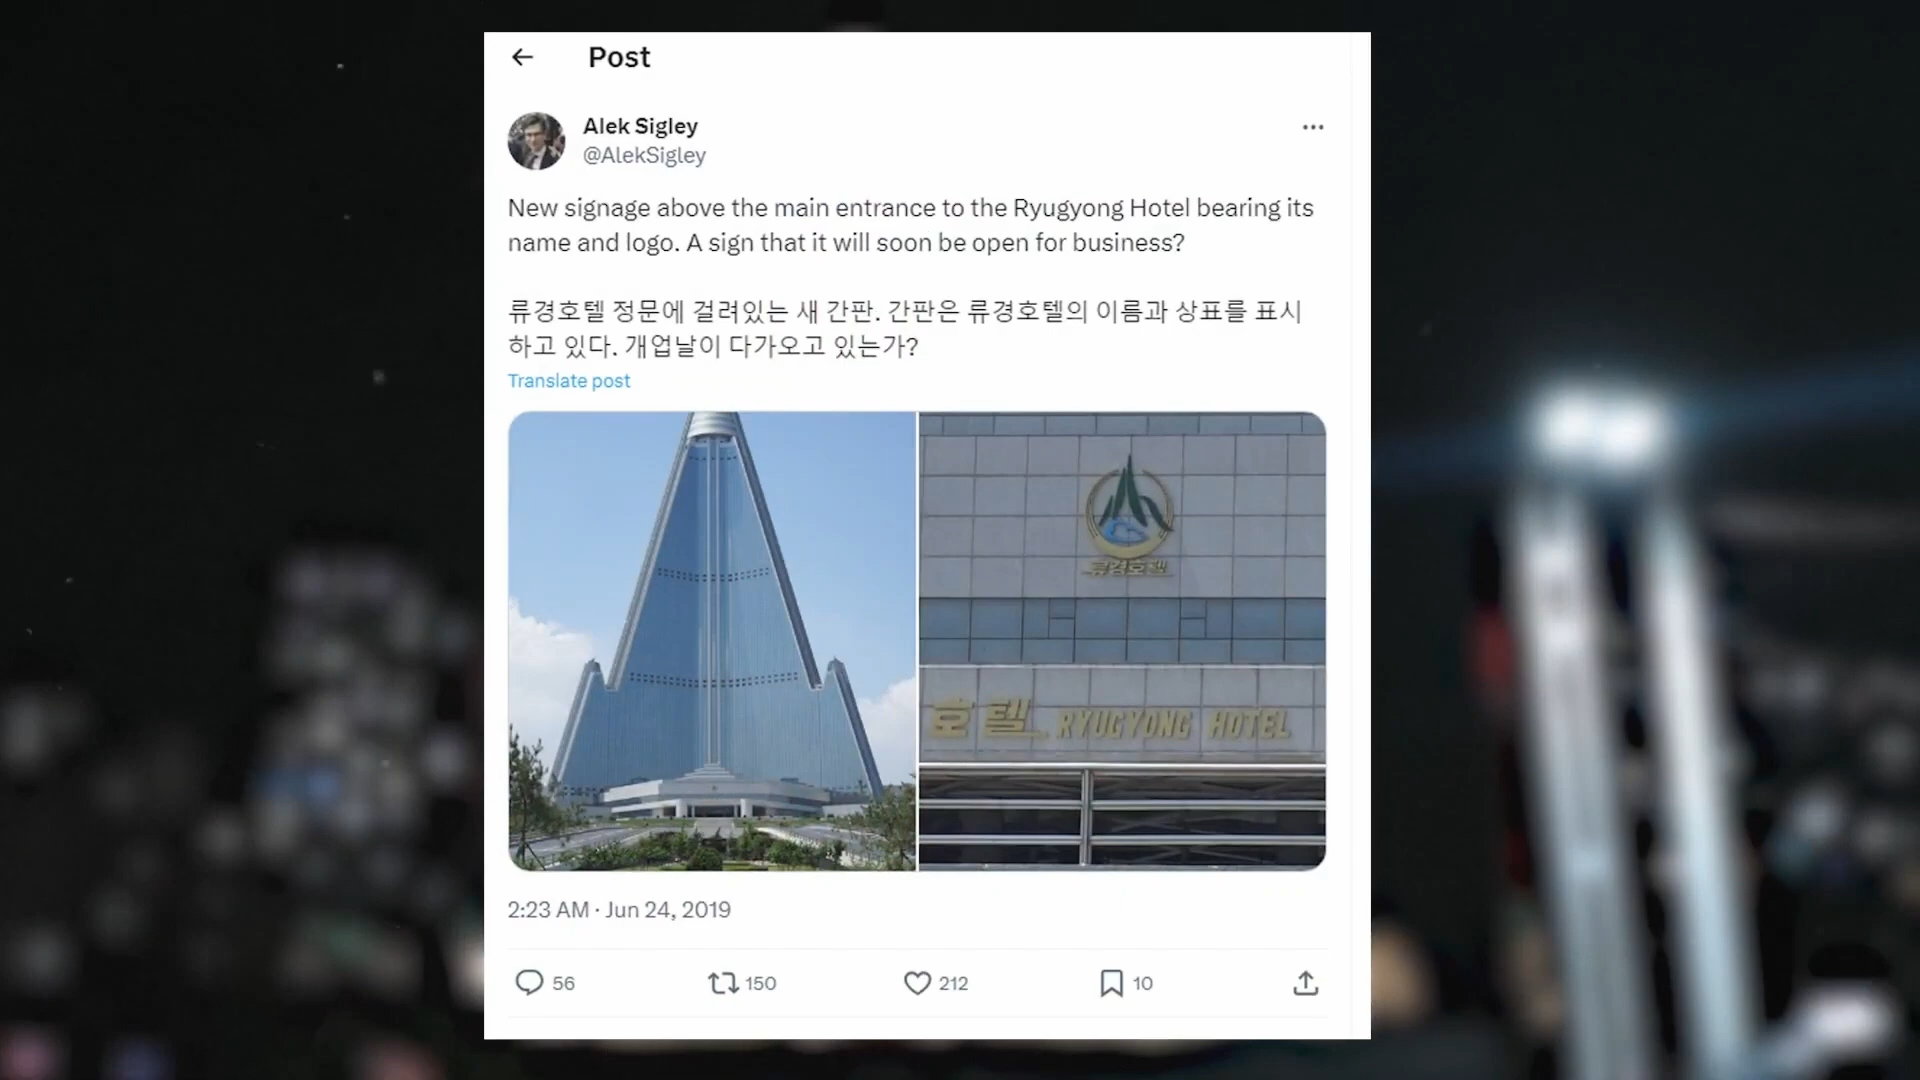 Post
Alek Sigley
@AlekSigley
New signage above the main entrance to the Ryugyong Hotel bearing its
name and logo. A sign that it will soon be open for business?
류경호텔 정문에 걸려있는 새 간판. 간판은 류경호텔의 이름과 상표를 표시
하고 있다. 개업날이 다가오고 있는가?
Translate post
류경호텔
호텔 RYUGYONG HOTEL
2:23 AM · Jun 24, 2019
56 150 212 10